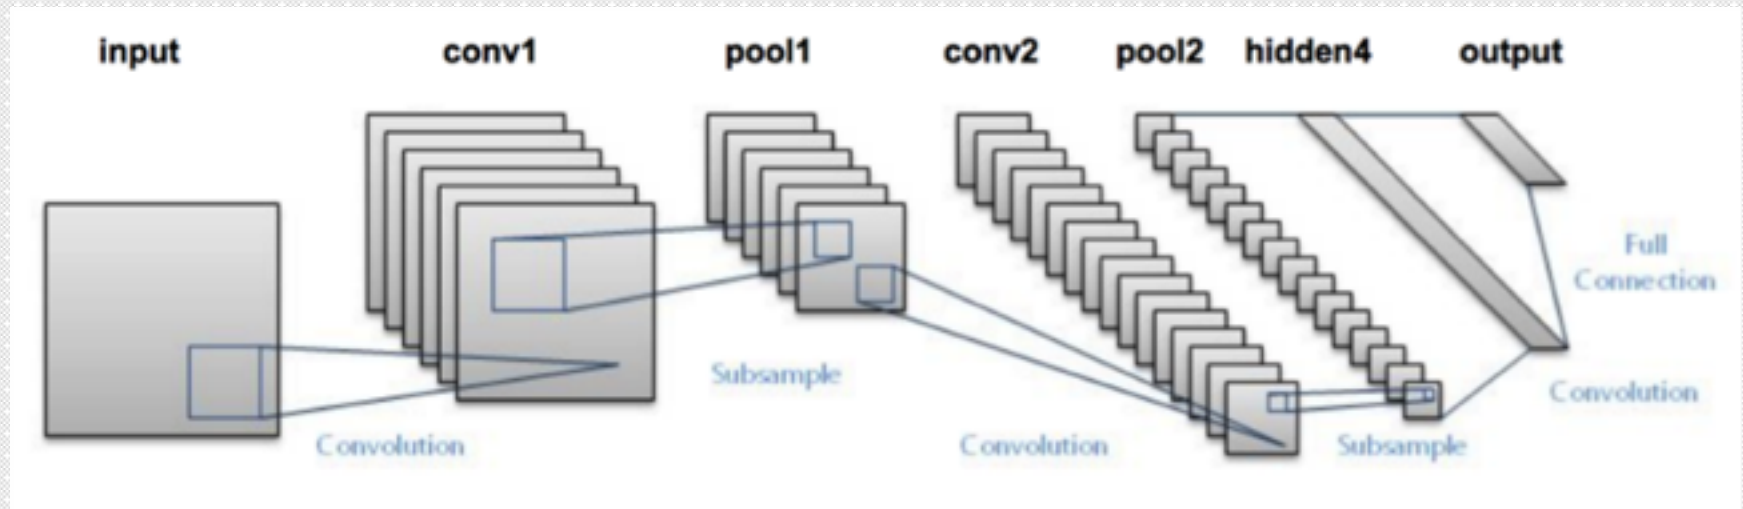 input
conv1
pool1
conv2
pool2
hidden4
output
Full
Connection
Subsample
Convolution
Convolution
Convolution
Subsample